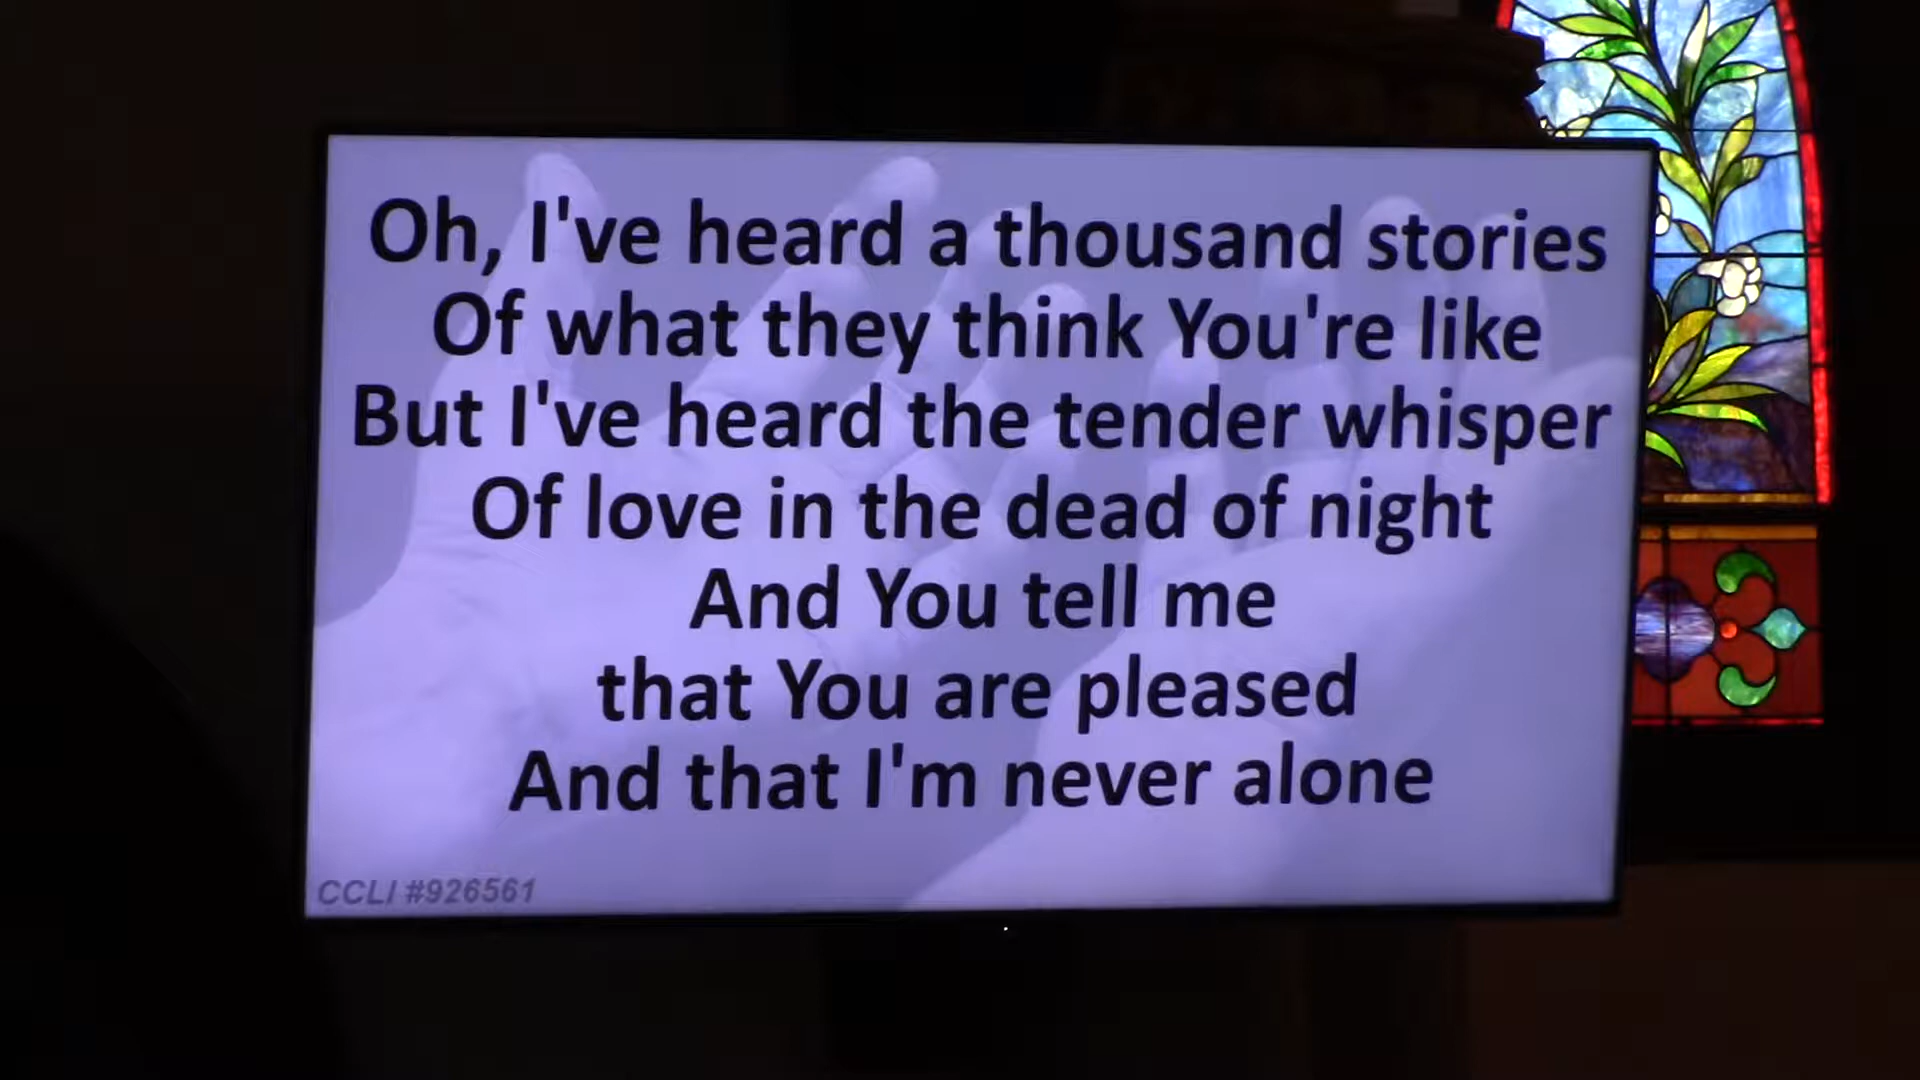 Oh, I've heard a thousand stories
Of what they think You're like
But I've heard the tender whisper
Of love in the dead of night
And You tell me
that You are pleased
And that I'm never alone
CCLI #926561